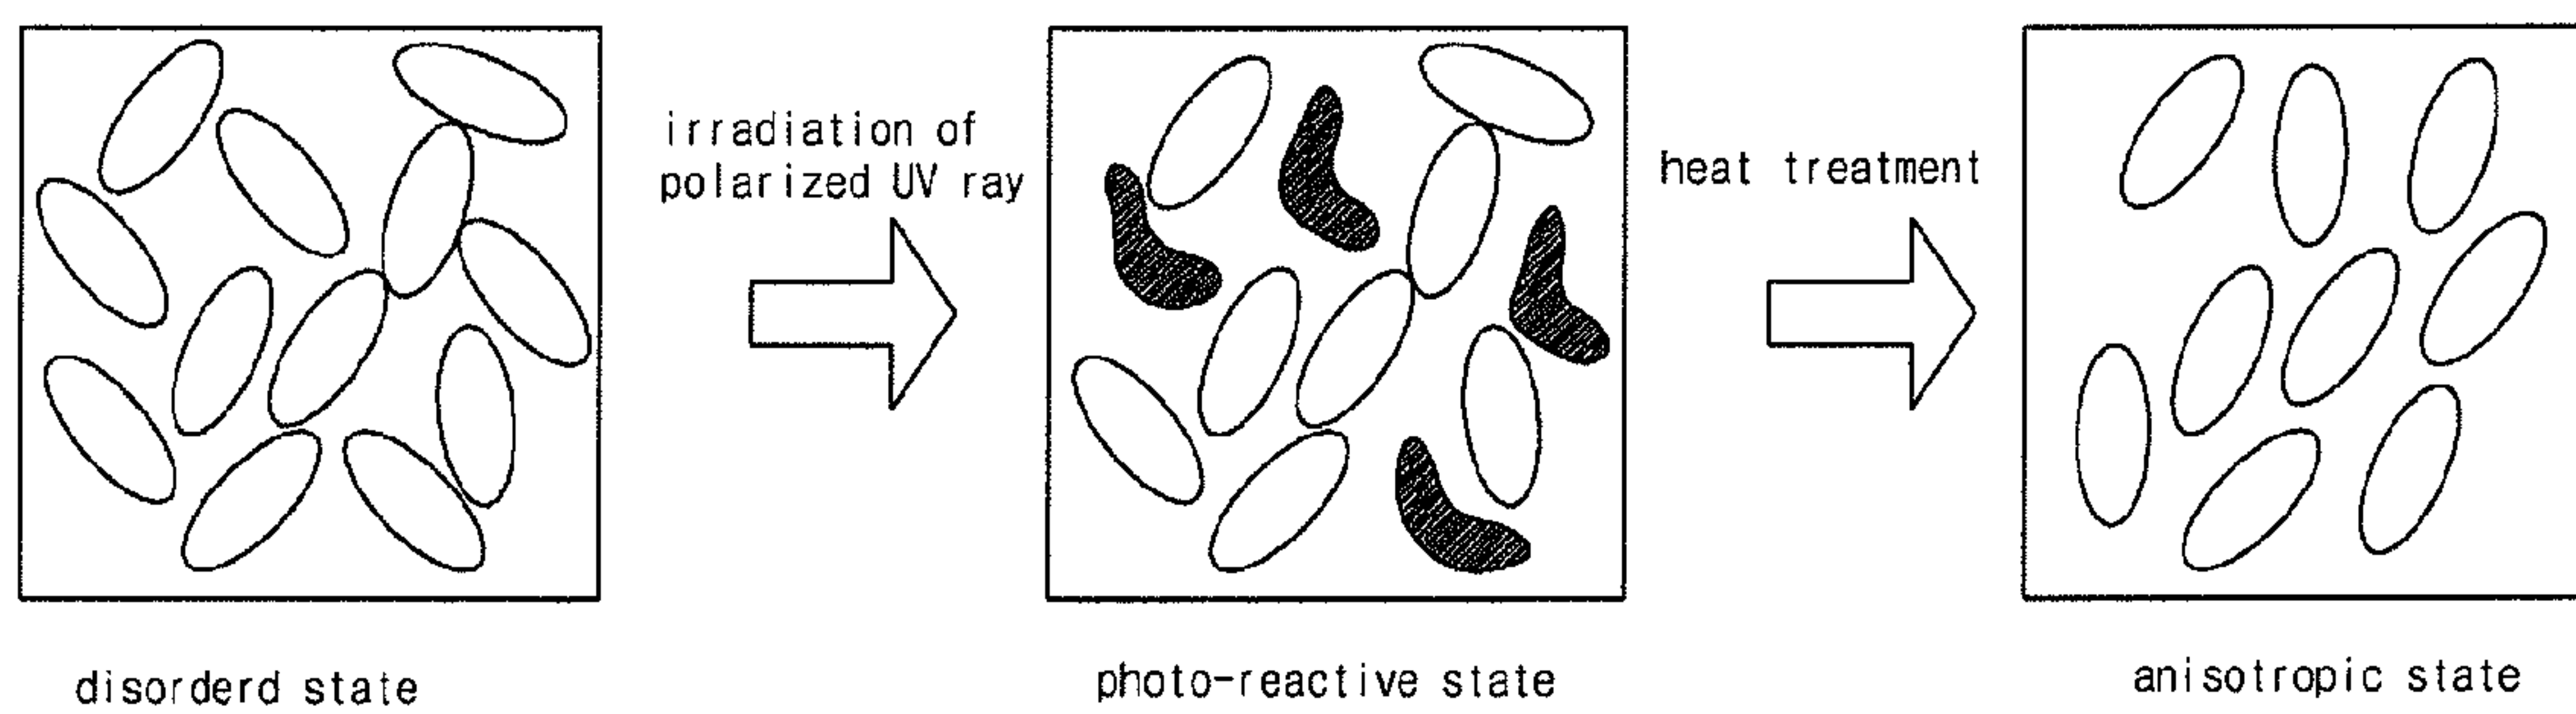 irradiation of
polarized UV ray
heat treatment
disorderd state
photo-reactive state
anisotropic state